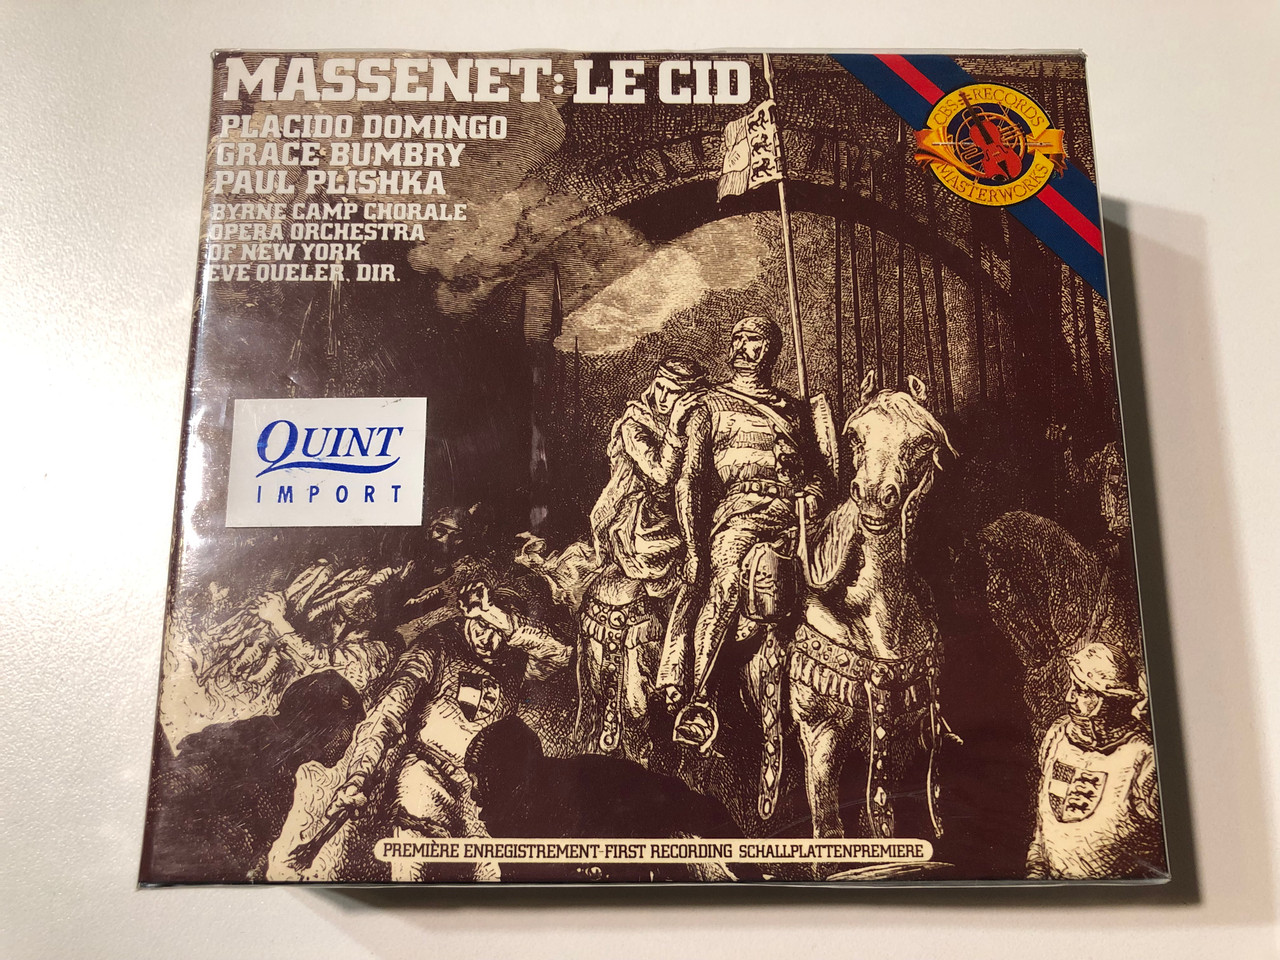 MASSENET: LE CID
PLACIDO DOMINGO
GRACE BUMBRY
PAUL PLISHKA
BYRNE CAMP CHORALE
OPERA ORCHESTRA
OF NEW YORK
EVE QUELER, DIR.
CBS RECORDS
MASTERWORKS
QUINT
IMPORT
PREMIÈRE ENREGISTREMENT-FIRST RECORDING SCHALLPLATTENPREMIERE